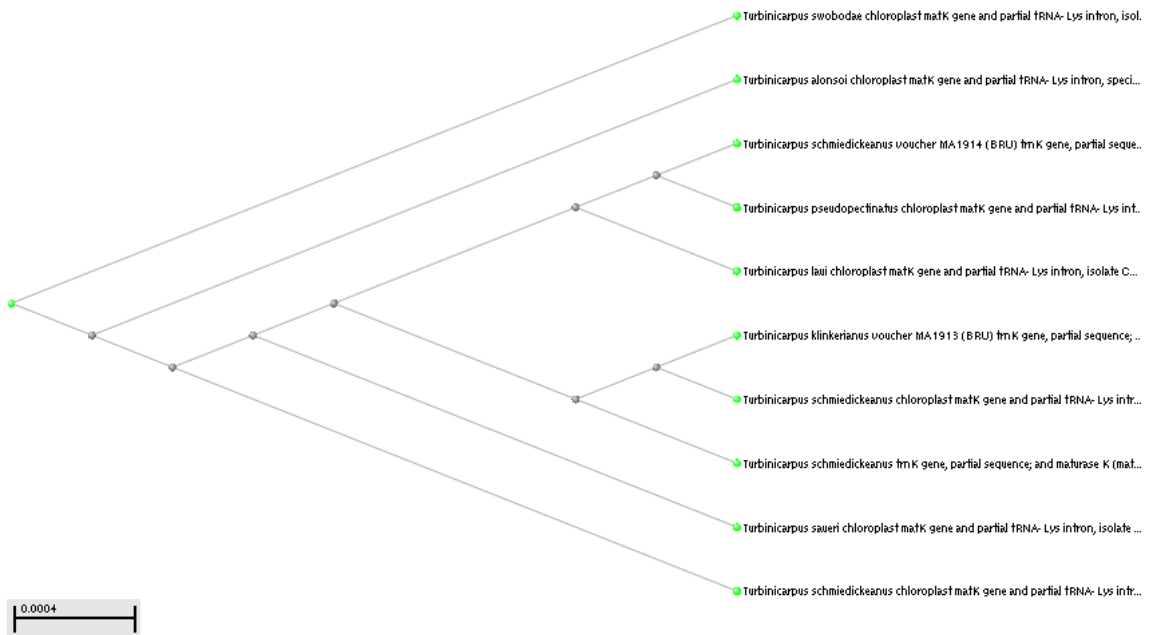 Turbinicarpus swobodae chloroplast matK gene and partial tRNA- Lys intron, isol.
Turbinicarpus alonsoi chloroplast matK gene and partial tRNA- Lys intron, speci...
Turbinicarpus schmiedickeanus voucher MA1914 (BRU) trnK gene, partial seque..
Turbinicarpus pseudopectinatus chloroplast matK gene and partial tRNA- Lys int..
Turbinicarpus laui chloroplast matK gene and partial tRNA- Lys intron, isolate C...
Turbinicarpus klinkerianus voucher MA1913 (BRU) trnK gene, partial sequence; ..
Turbinicarpus schmiedickeanus chloroplast matK gene and partial tRNA- Lys intr...
Turbinicarpus schmiedickeanus trnK gene, partial sequence; and maturase K (mat...
Turbinicarpus saueri chloroplast matK gene and partial tRNA- Lys intron, isolate ...
Turbinicarpus schmiedickeanus chloroplast matK gene and partial tRNA- Lys intr...
0.0004